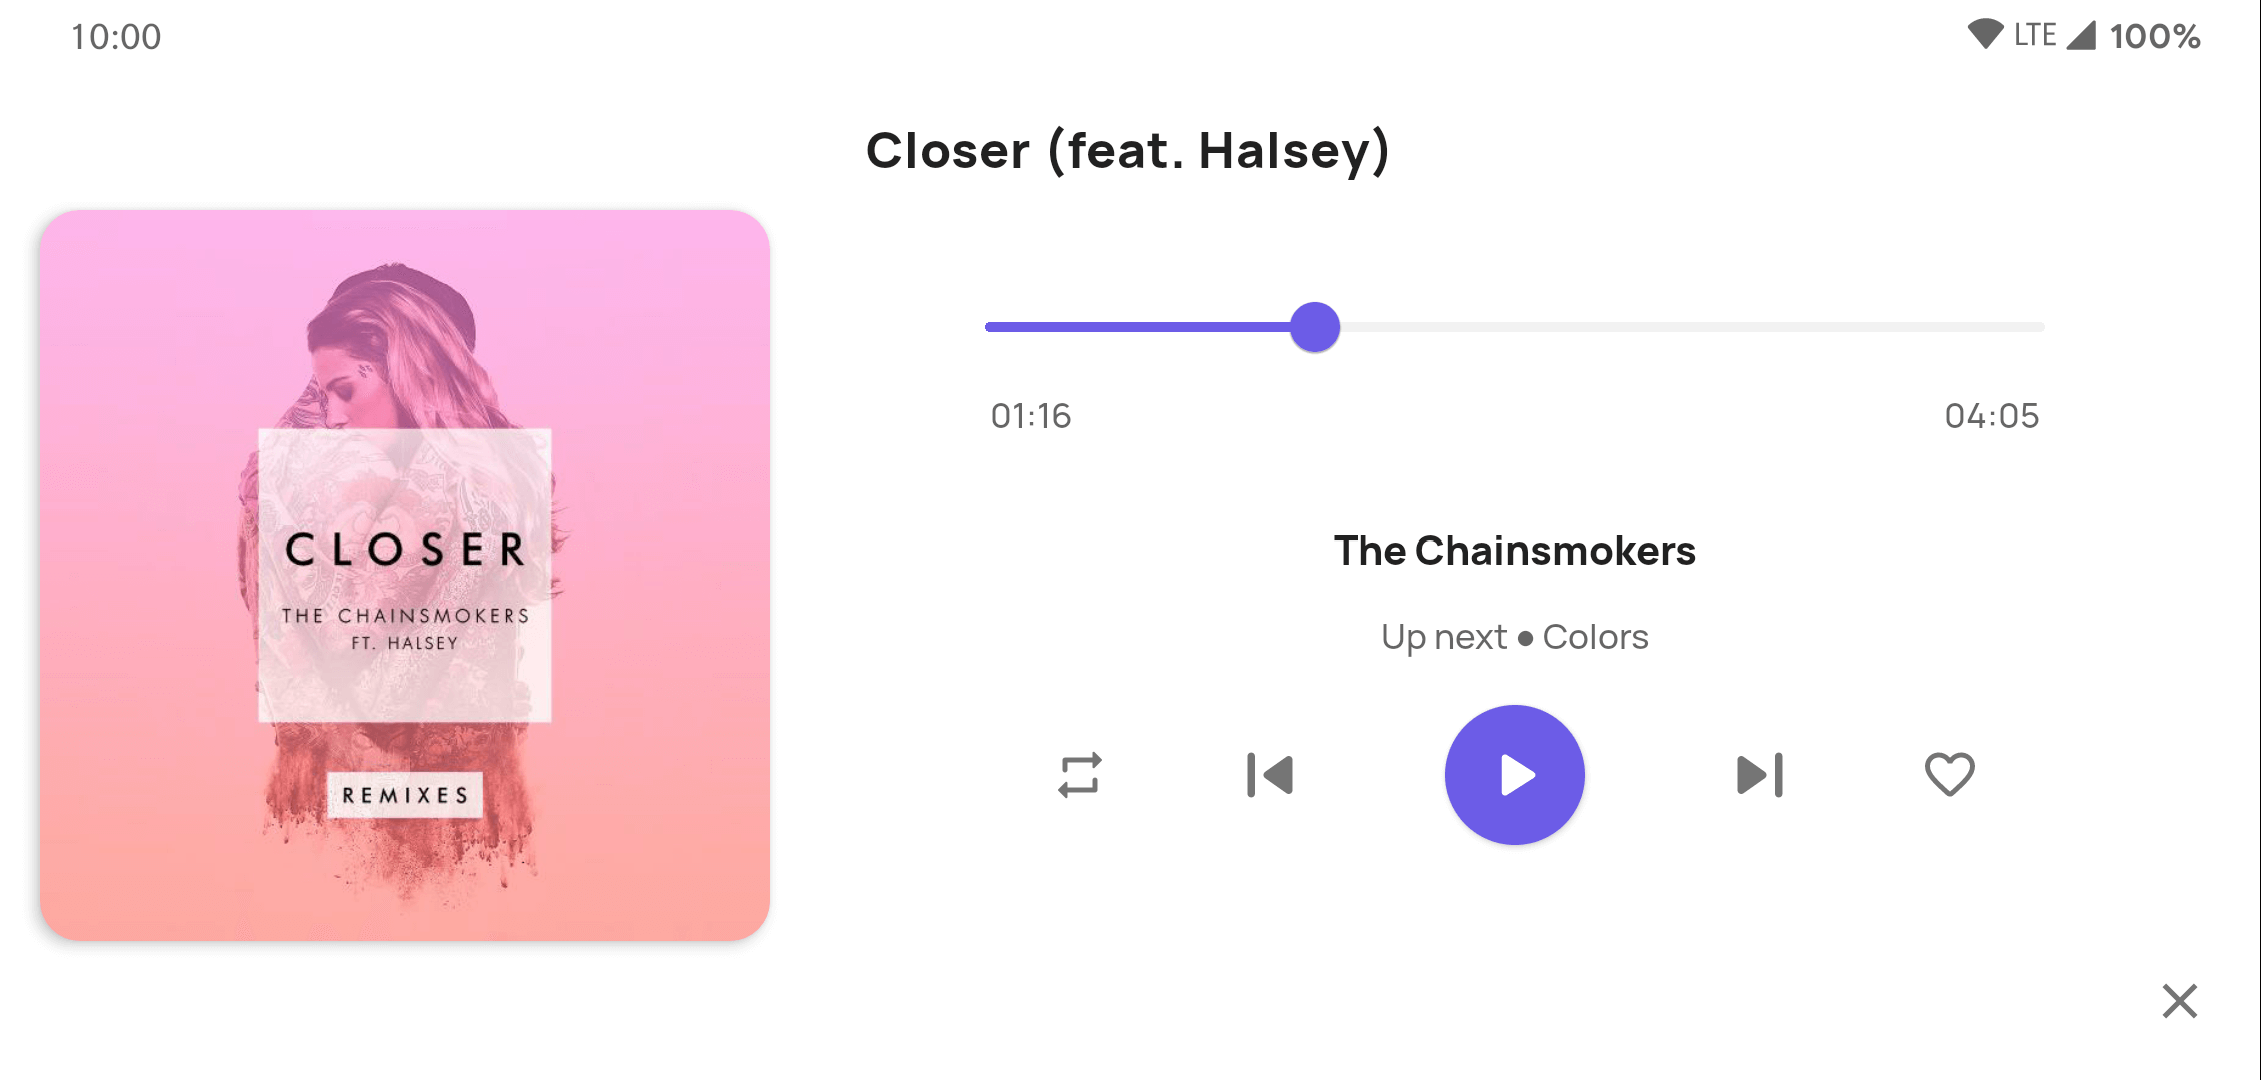 10:00
LTE 100%
Closer (feat. Halsey)
CLOSER
THE CHAINSMOKERS
FT. HALSEY
REMIXES
01:16
04:05
The Chainsmokers
Up next ● Colors